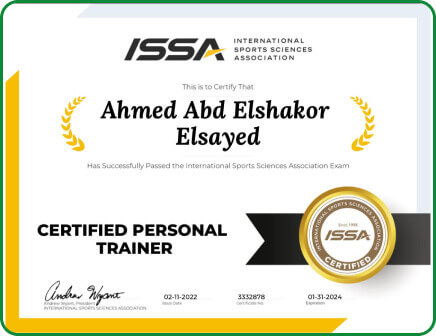 ISSA INTERNATIONAL
SPORTS SCIENCES
ASSOCIATION
This is to Certify That
Ahmed Abd Elshakor
Elsayed
Has Successfully Passed the International Sports Sciences Association Exam
CERTIFIED PERSONAL
TRAINER
INTERNATIONAL SPORTS SCIENCES ASSOCIATION
Since 1988
ISSA
CERTIFIED
Andrew Wyant
02-11-2022 3332878 01-31-2024
Andrew Wyant, President Issue Date Certificate No. Expiration
INTERNATIONAL SPORTS SCIENCES ASSOCIATION